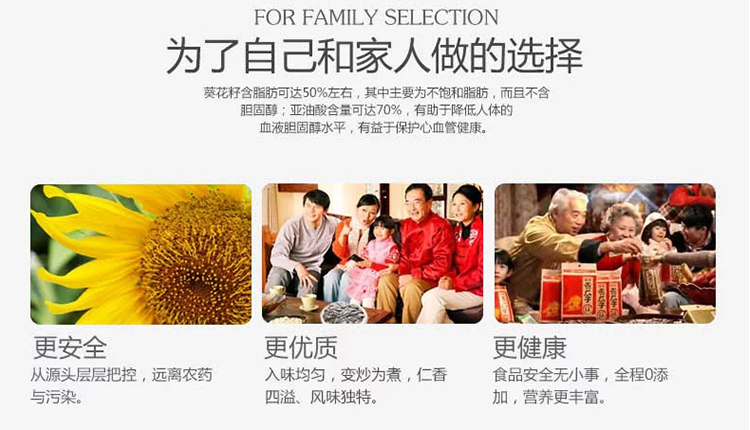 FOR FAMILY SELECTION
为了自己和家人做的选择
葵花籽含脂肪可达50%左右，其中主要为不饱和脂肪，而且不含
胆固醇；亚油酸含量可达70%，有助于降低人体的
血液胆固醇水平，有益于保护心血管健康。
更安全
从源头层层把控，远离农药
与污染。
更优质
入味均匀，变炒为煮，仁香
四溢、风味独特。
更健康
食品安全无小事，全程0添
加，营养更丰富。